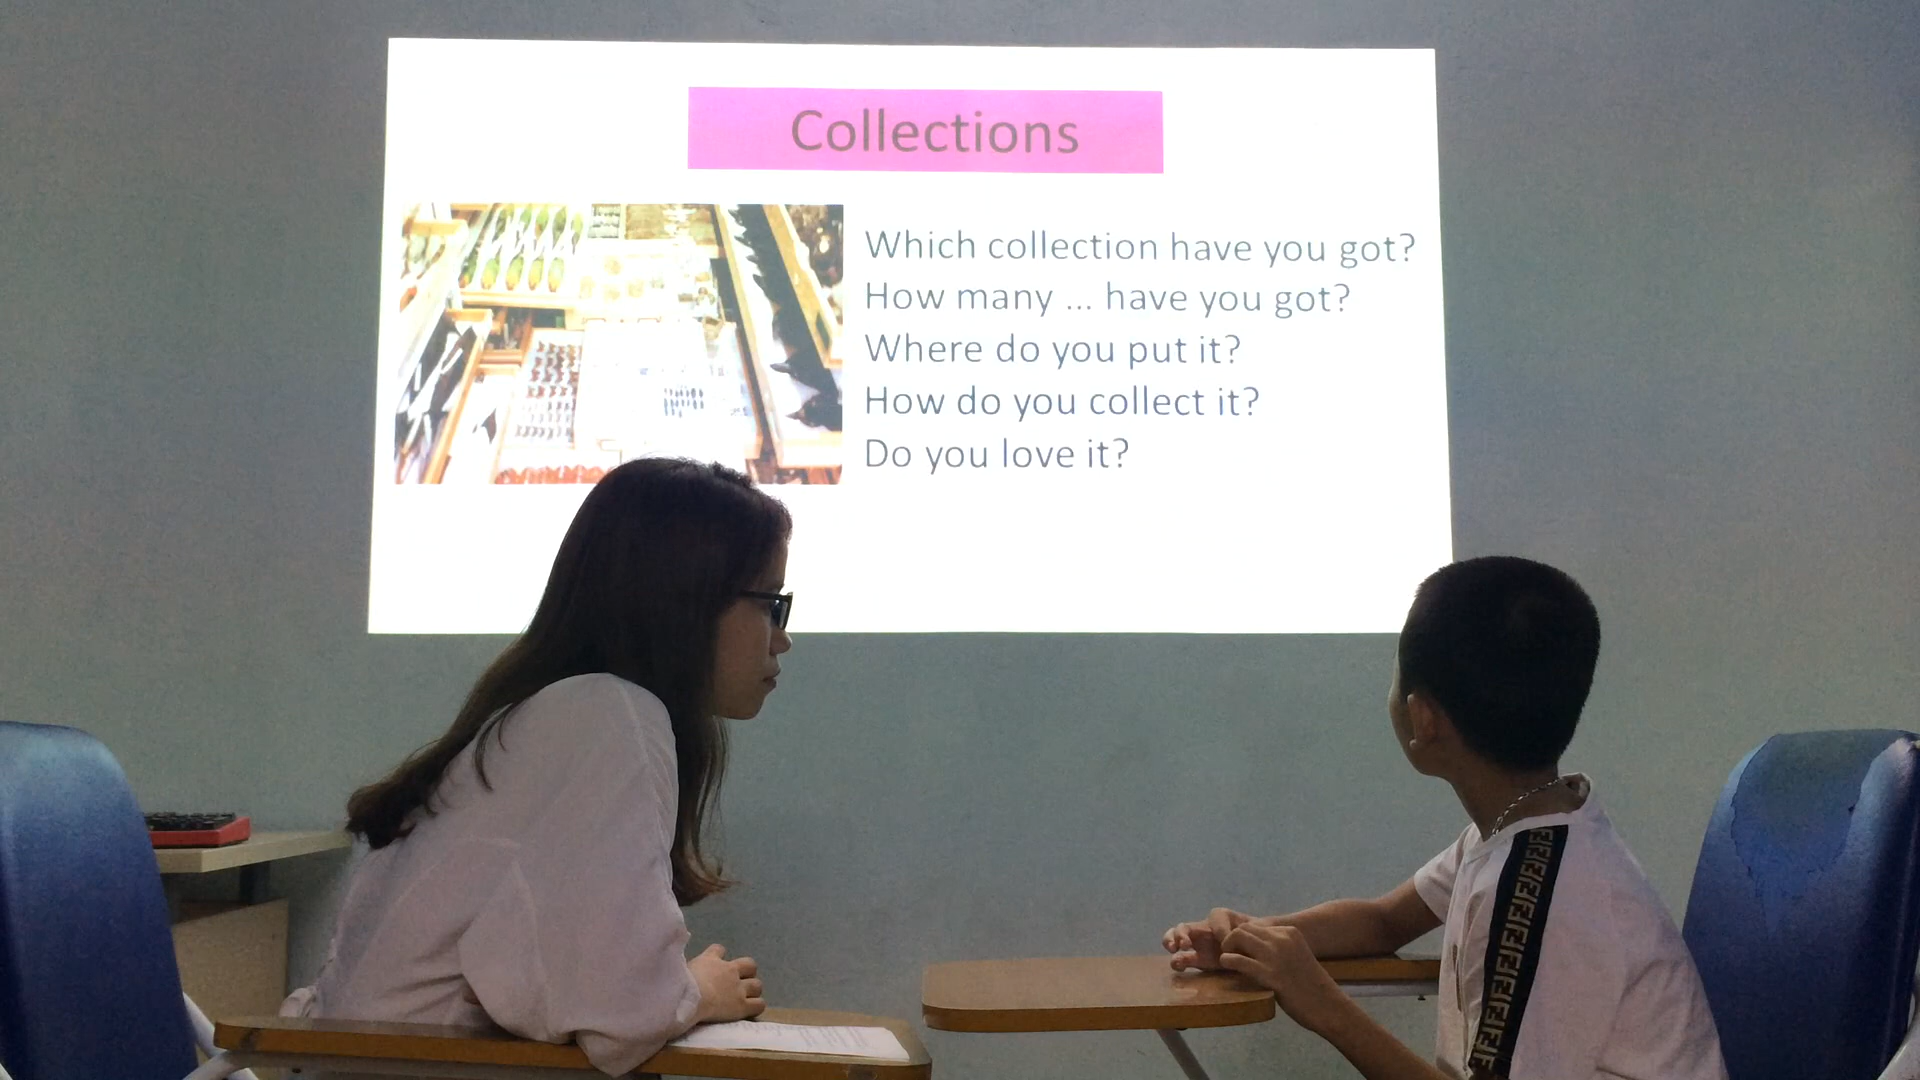 Collections
Which collection have you got?
How many ... have you got?
Where do you put it?
How do you collect it?
Do you love it?